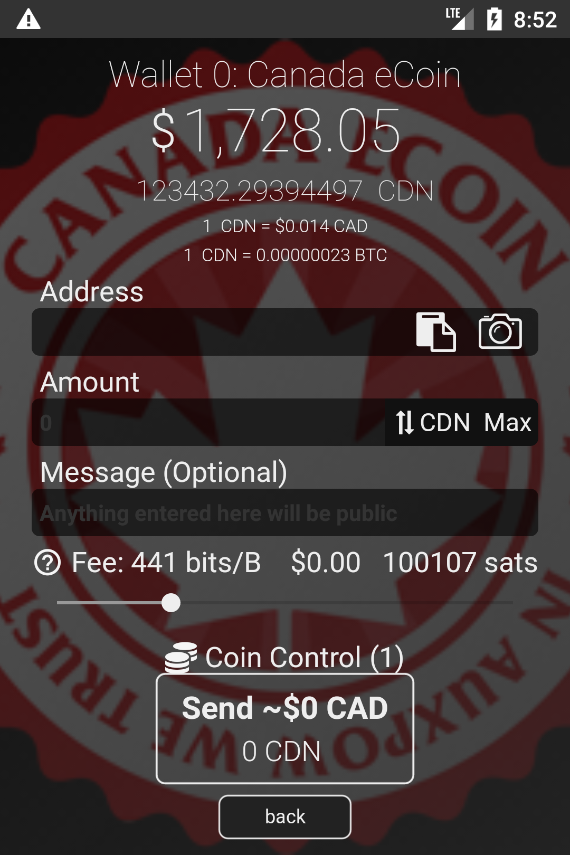 LTE 8:52
Wallet 0: Canada eCoin
$1,728.05
123432.29394497 CDN
1 CDN = $0.014 CAD
1 CDN = 0.00000023 BTC
CANADA ECOIN
Address
Amount
0 CDN Max
Message (Optional)
Anything entered here will be public
Fee: 441 bits/B $0.00 100107 sats
Coin Control (1)
Send ~$0 CAD
0 CDN
IN AUXPOW WE TRUST
back